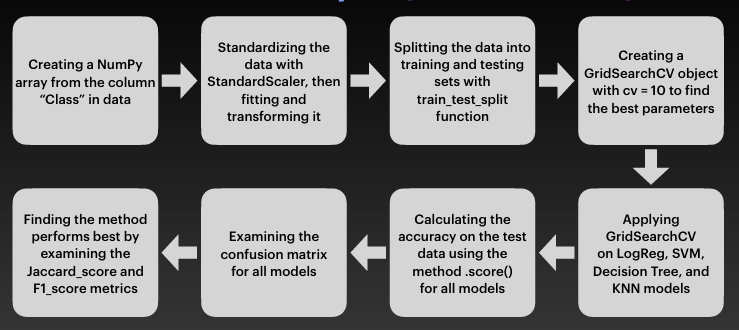 Creating a NumPy
array from the column
“Class” in data
Standardizing the
data with
StandardScaler, then
fitting and
transforming it
Splitting the data into
training and testing
sets with
train_test_split
function
Creating a
GridSearchCV object
with cv = 10 to find
the best parameters
Applying
GridSearchCV
on LogReg, SVM,
Decision Tree, and
KNN models
Calculating the
accuracy on the test
data using the
method .score()
for all models
Examining the
confusion matrix
for all models
Finding the method
performs best by
examining the
Jaccard_score and
F1_score metrics